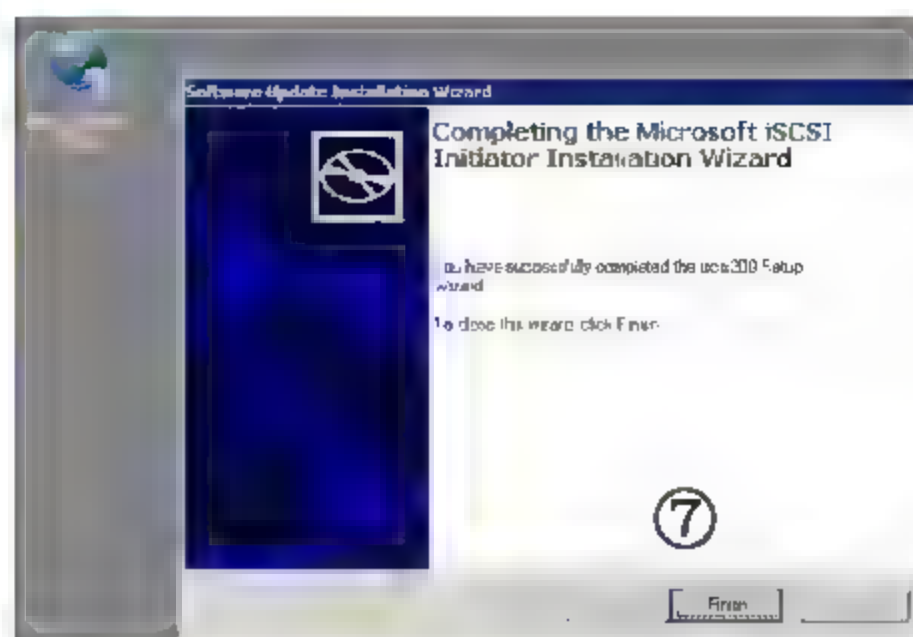 Software Update Installation Wizard
Completing the Microsoft iSCSI
Initiator Installation Wizard
have successfully completed the Setup
wizard
To close this wizard click Finish
⑦
Finish